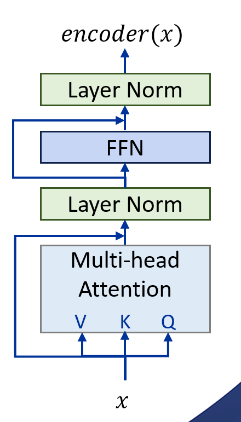 encoder(x)
Layer Norm
FFN
Layer Norm
Multi-head
Attention
V K Q
x